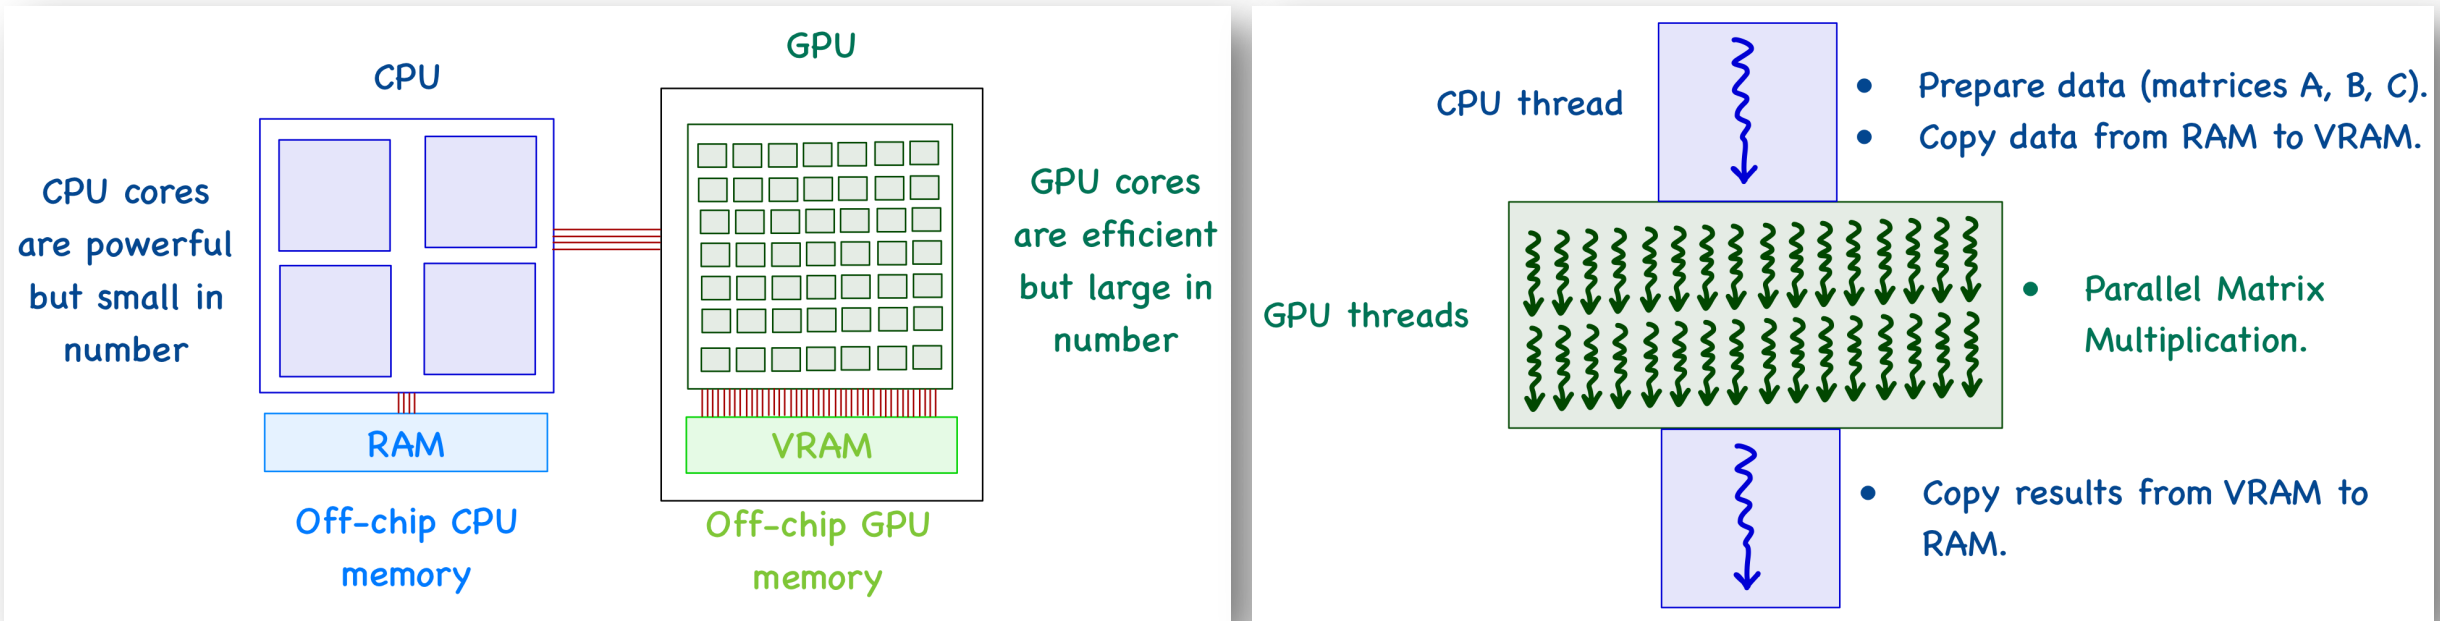 CPU
GPU
CPU cores
are powerful
but small in
number
GPU cores
are efficient
but large in
number
RAM
VRAM
Off-chip CPU
memory
Off-chip GPU
memory
CPU thread
• Prepare data (matrices A, B, C).
• Copy data from RAM to VRAM.
GPU threads
• Parallel Matrix
Multiplication.
• Copy results from VRAM to
RAM.